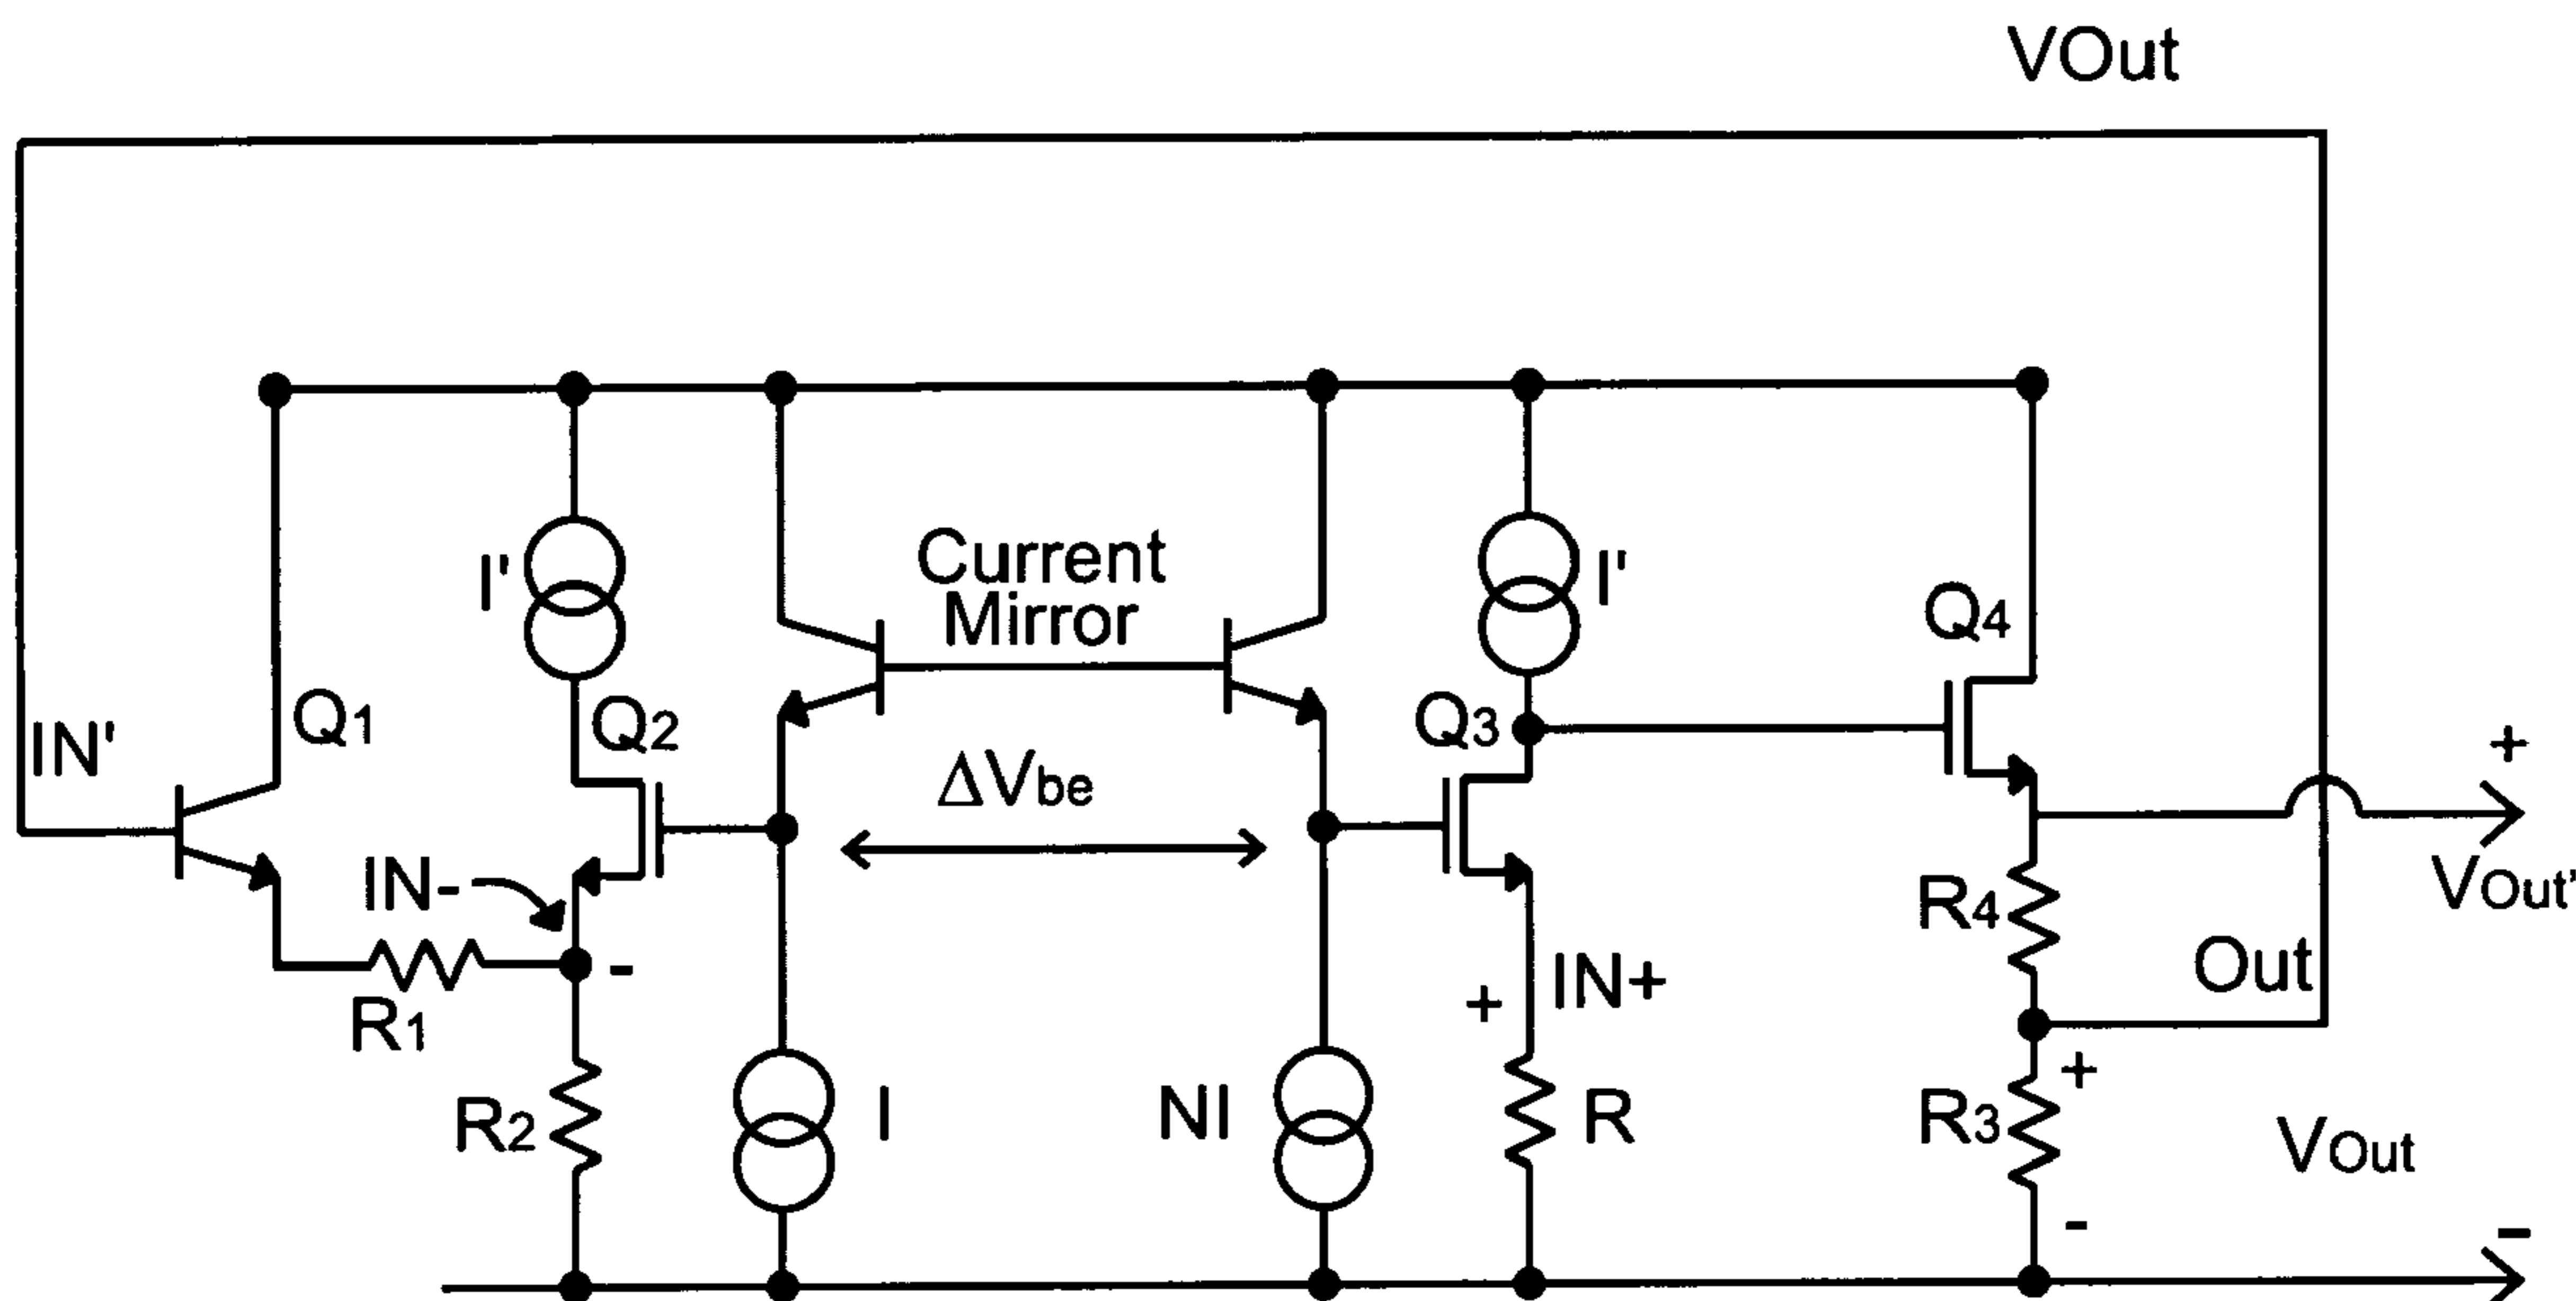 VOut
I'
Current
Mirror
I'
Q4
IN'
Q1
Q2
Q3
ΔVbe
+
IN-
R4
VOut'
-
+
IN+
Out
R1
+
R2
I
NI
R
R3
VOut
-
-